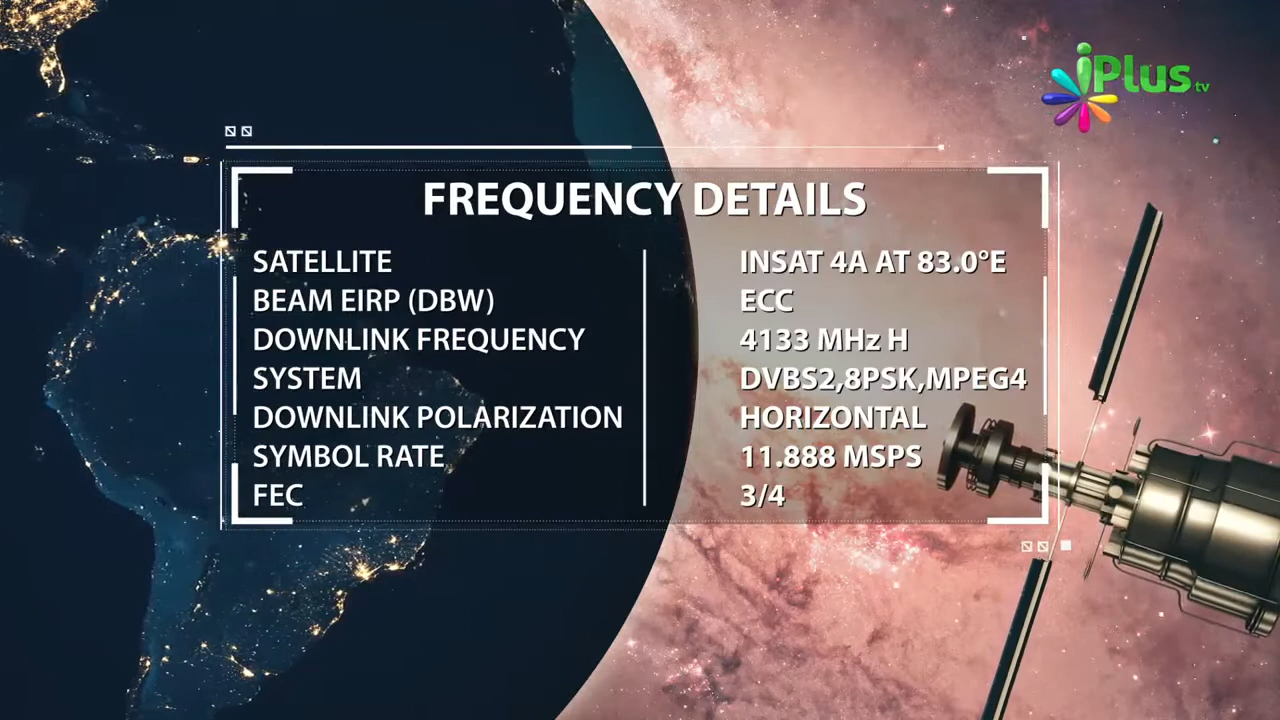 iPlus tv
FREQUENCY DETAILS
SATELLITE INSAT 4A AT 83.0°E
BEAM EIRP (DBW) ECC
DOWNLINK FREQUENCY 4133 MHz H
SYSTEM DVBS2,8PSK,MPEG4
DOWNLINK POLARIZATION HORIZONTAL
SYMBOL RATE 11.888 MSPS
FEC 3/4